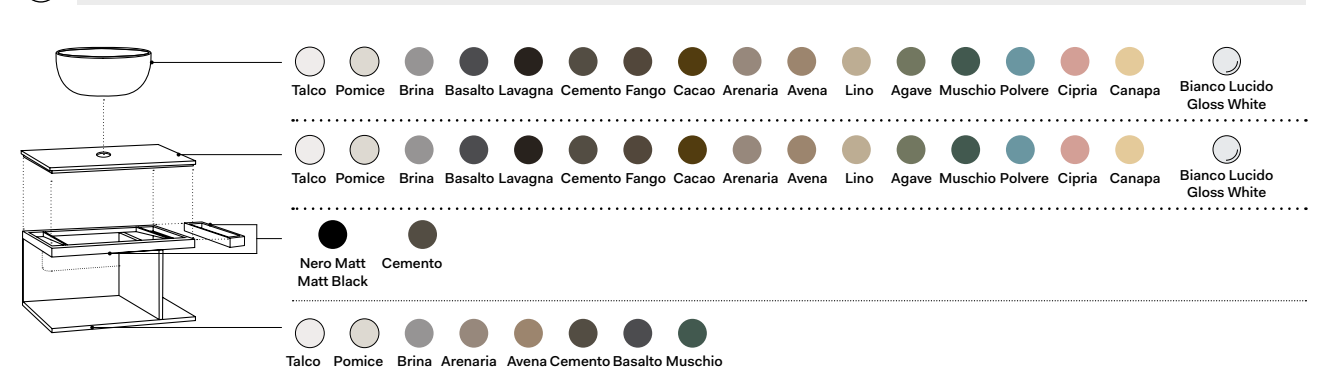 Talco Pomice Brina Basalto Lavagna Cemento Fango Cacao Arenaria Avena Lino Agave Muschio Polvere Cipria Canapa Bianco Lucido
Gloss White
Talco Pomice Brina Basalto Lavagna Cemento Fango Cacao Arenaria Avena Lino Agave Muschio Polvere Cipria Canapa Bianco Lucido
Gloss White
Nero Matt Cemento
Matt Black
Talco Pomice Brina Arenaria Avena Cemento Basalto Muschio